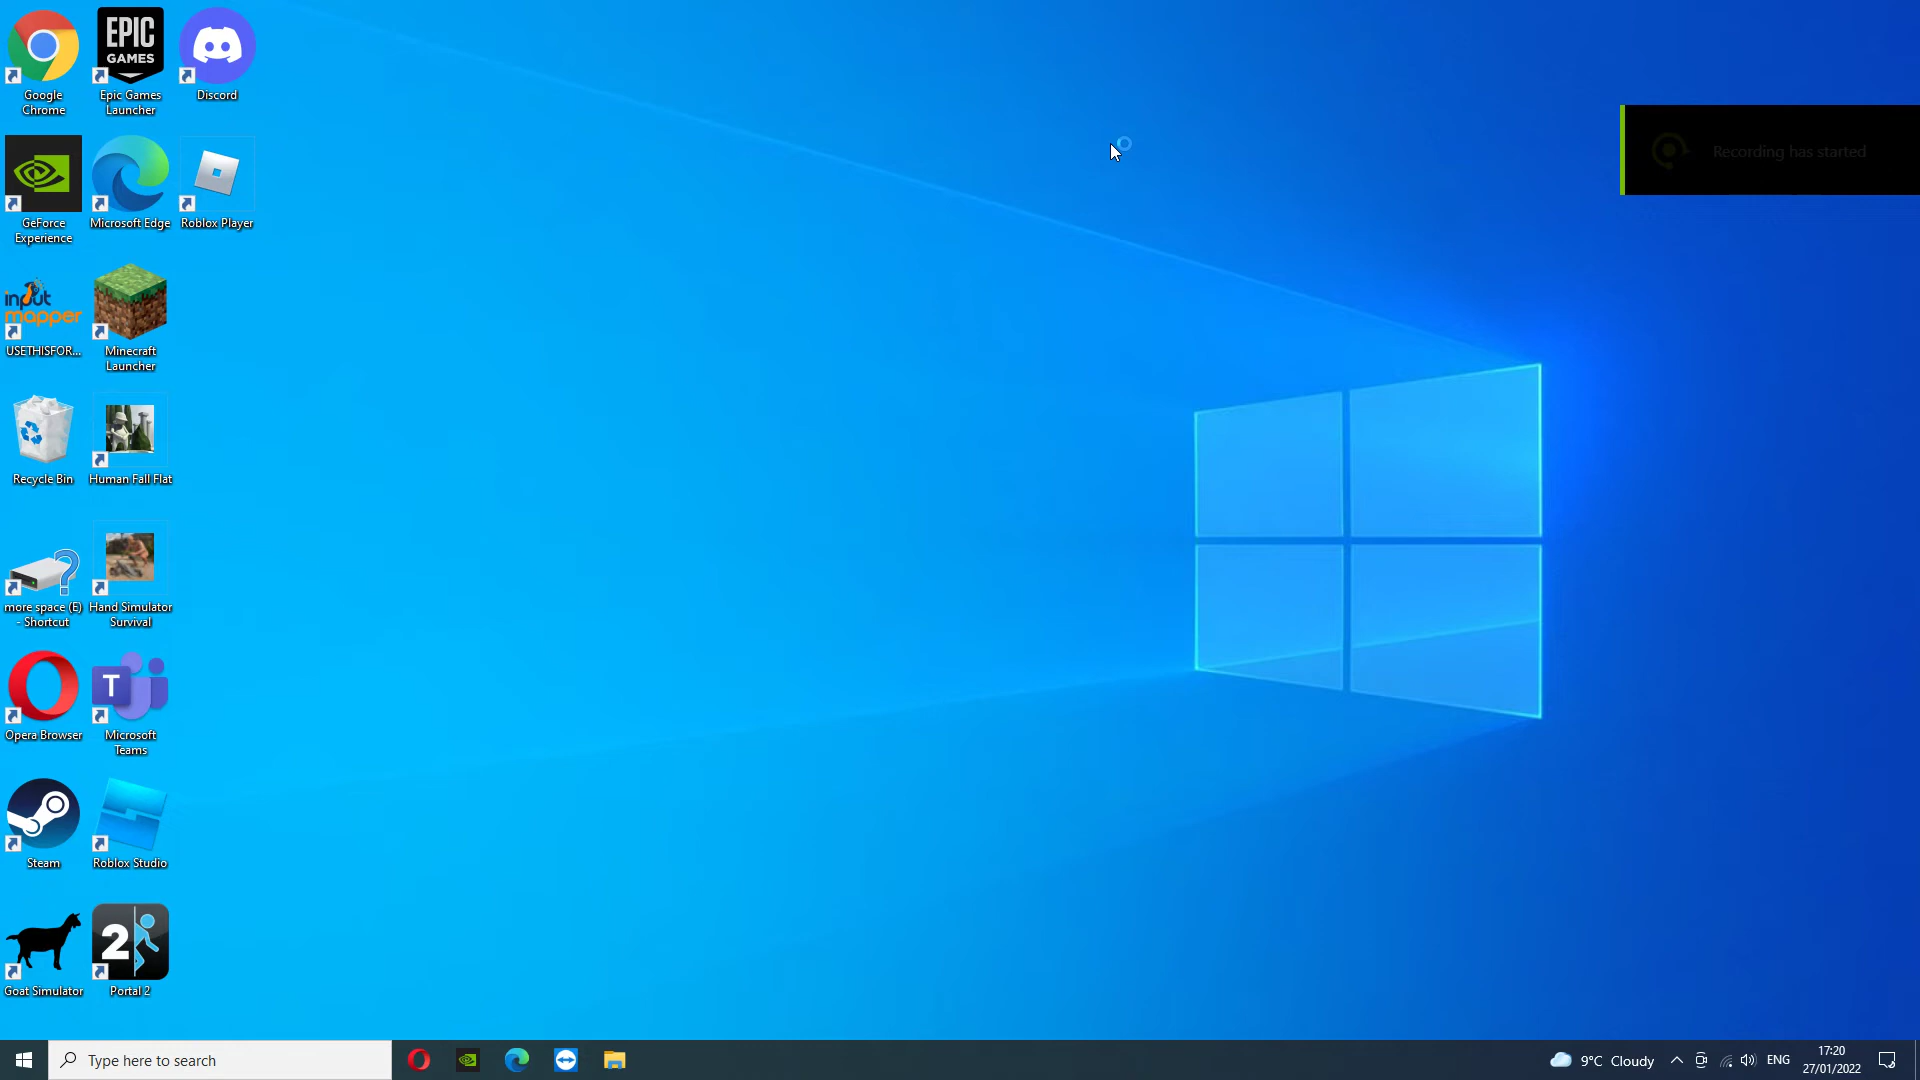 EPIC
GAMES
Google
Chrome
Epic Games
Launcher
Discord
GeForce
Experience
Microsoft Edge
Roblox Player
input
mapper
USETHISFOR...
Minecraft
Launcher
Recycle Bin
Human Fall Flat
more space (E)
- Shortcut
Hand Simulator
Survival
T
Opera Browser
Microsoft
Teams
Steam
Roblox Studio
2
Goat Simulator
Portal 2
Recording has started
Type here to search
9°C Cloudy
ENG
17:20
27/01/2022